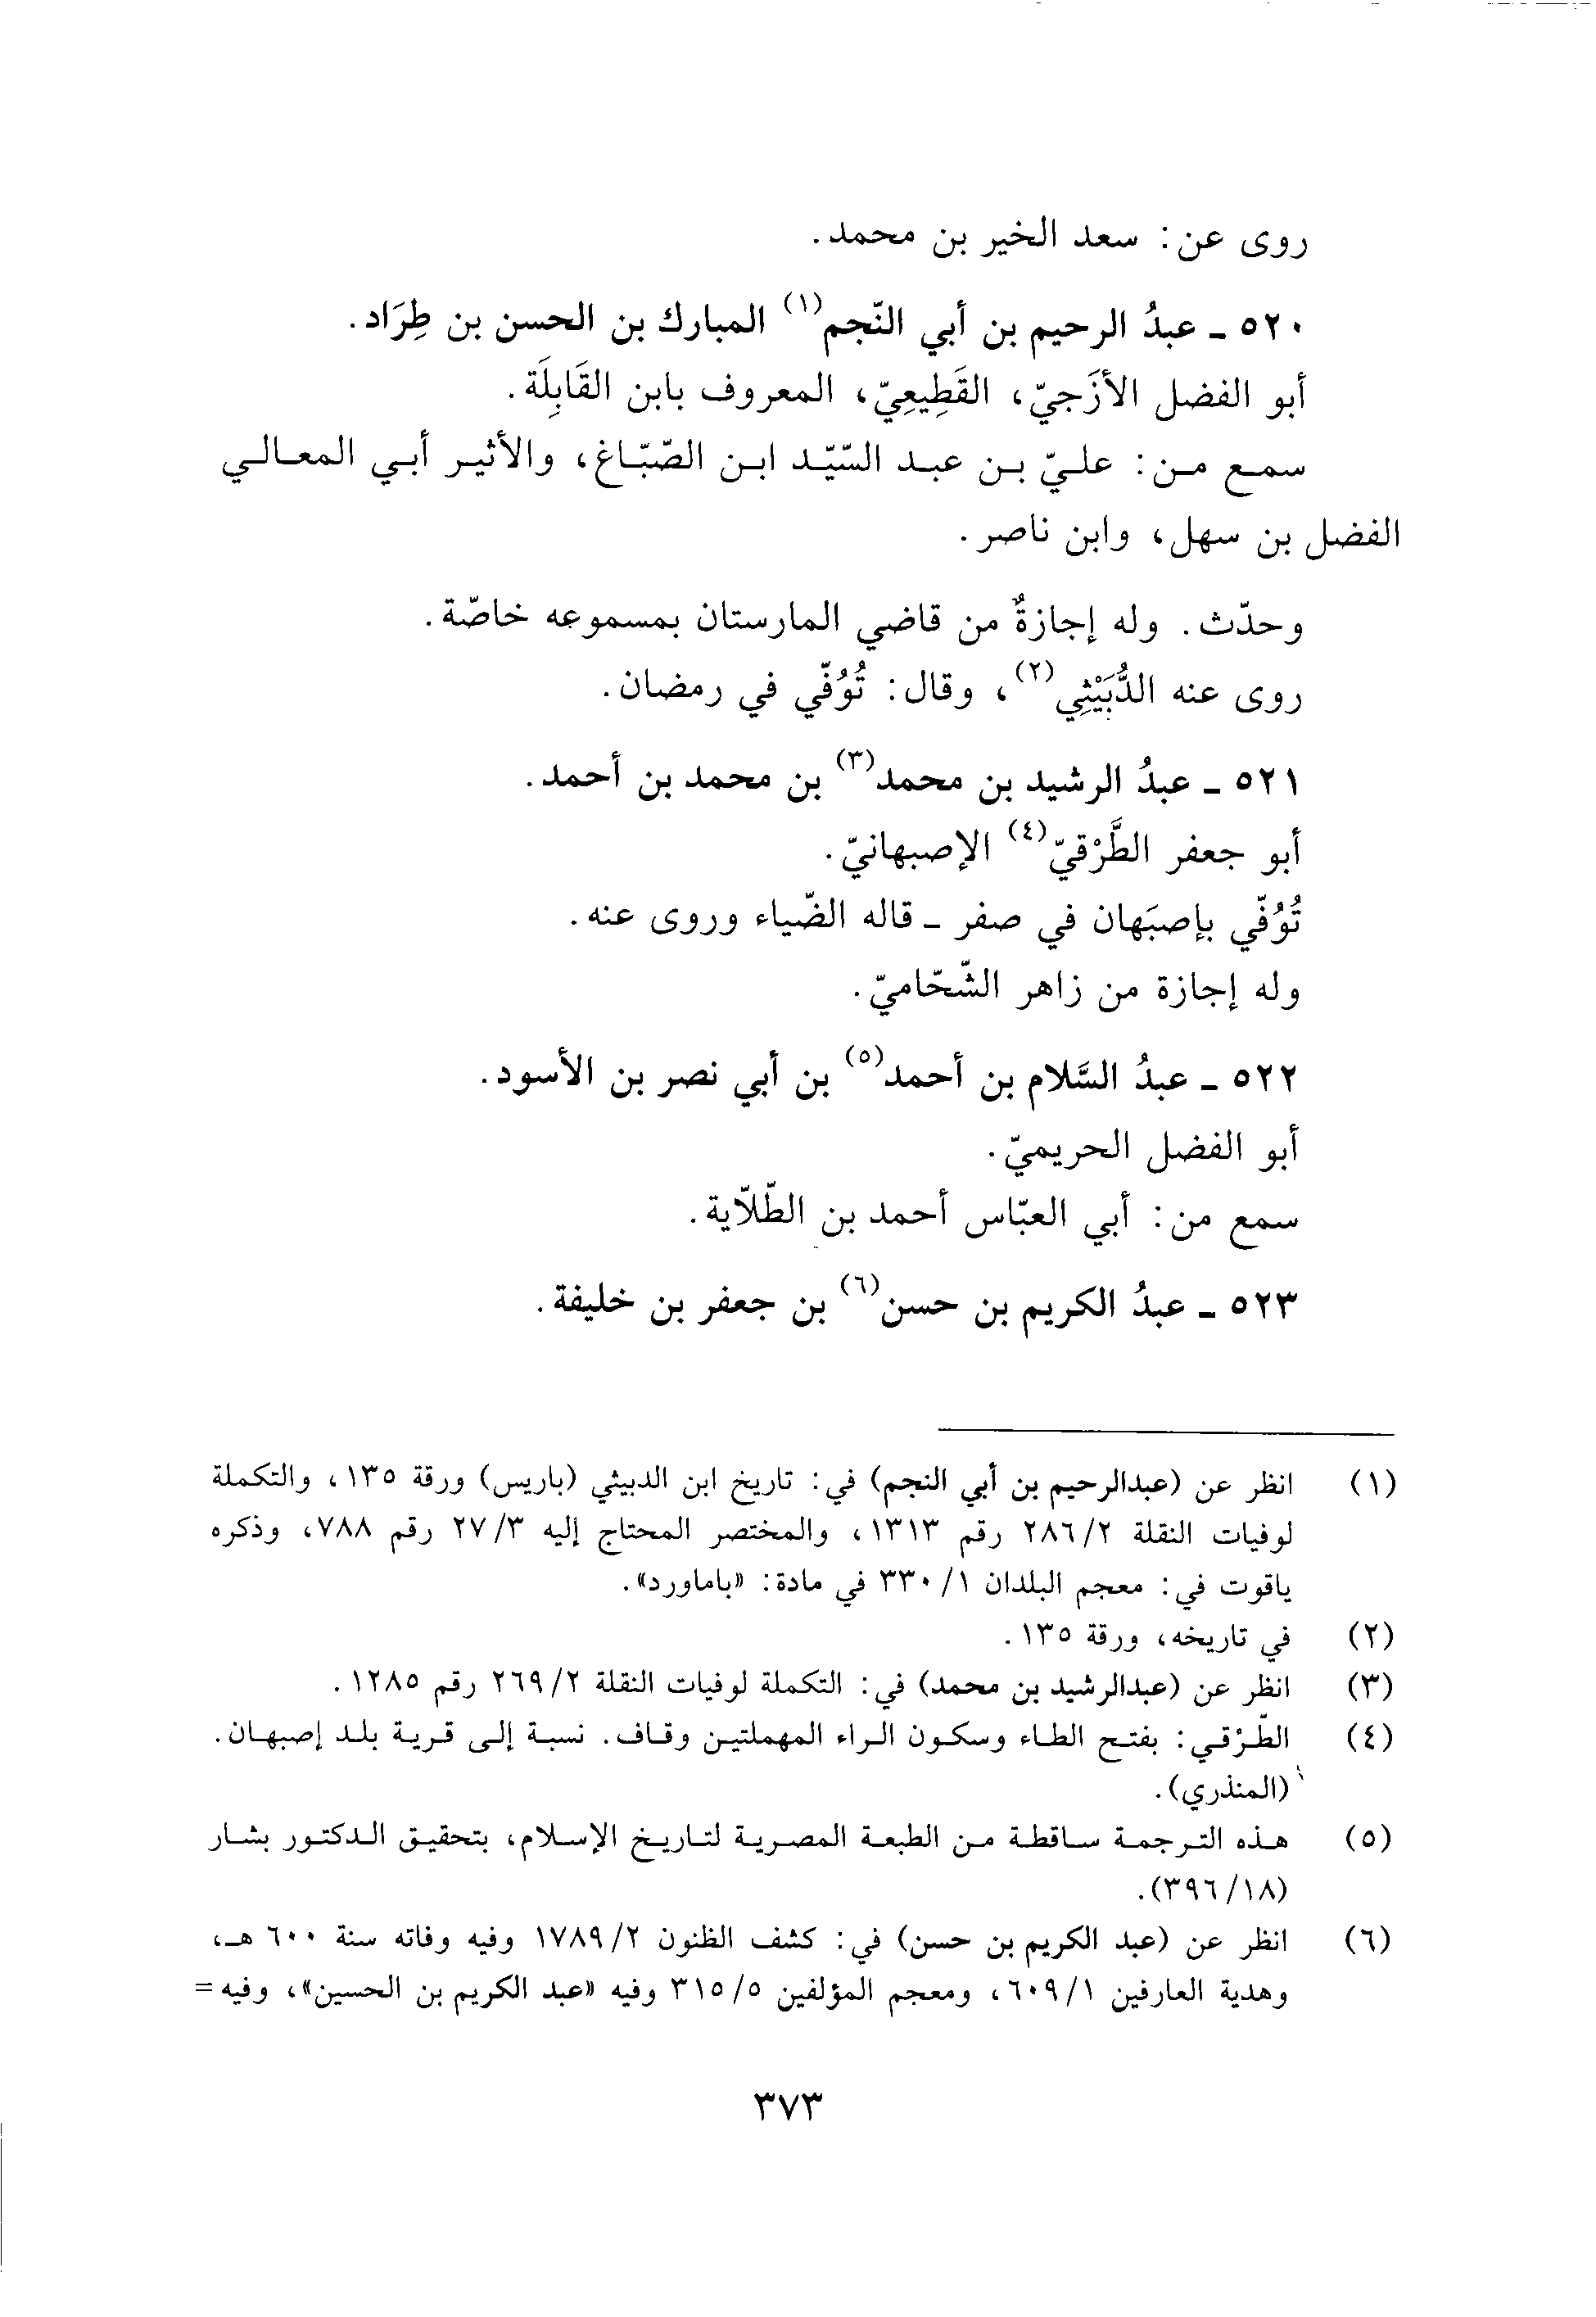 روى عن: سعد الخير بن محمد.
٥٢٠ ـ عبدُ الرحيم بن أبي النّجم(١) المبارك بن الحسن بن طِرَاد.
أبو الفضل الأزَجيّ، القَطِيعِيّ، المعروف بابن القَابِلَة.
سمع من: عليّ بن عبد السّيّد ابن الصّبّاغ، والأثير أبي المعالي
الفضل بن سهل، وابن ناصر.
وحدّث. وله إجازةٌ من قاضي المارستان بمسموعه خاصّة.
روى عنه الدُّبَيْثِي(٢)، وقال: تُوُفّي في رمضان.
٥٢١ ـ عبدُ الرشيد بن محمد(٣) بن محمد بن أحمد.
أبو جعفر الطَّرْقيّ(٤) الإصبهانيّ.
تُوُفّي بإصبَهان في صفر ـ قاله الضّياء وروى عنه.
وله إجازة من زاهر الشّحّاميّ.
٥٢٢ ـ عبدُ السَّلام بن أحمد(٥) بن أبي نصر بن الأسود.
أبو الفضل الحريميّ.
سمع من: أبي العبّاس أحمد بن الطّلّاية.
٥٢٣ ـ عبدُ الكريم بن حسن(٦) بن جعفر بن خليفة.
(١) انظر عن (عبدالرحيم بن أبي النجم) في: تاريخ ابن الدبيثي (باريس) ورقة ١٣٥، والتكملة
لوفيات النقلة ٢/٢٨٦ رقم ١٣١٣، والمختصر المحتاج إليه ٣/٢٧ رقم ٧٨٨، وذكره
ياقوت في: معجم البلدان ١/٣٣٠ في مادة: «باماورد».
(٢) في تاريخه، ورقة ١٣٥.
(٣) انظر عن (عبدالرشيد بن محمد) في: التكملة لوفيات النقلة ٢/٢٦٩ رقم ١٢٨٥.
(٤) الطّرْقي: بفتح الطاء وسكون الراء المهملتين وقاف. نسبة إلى قرية بلد إصبهان.
(المنذري).
(٥) هذه الترجمة ساقطة من الطبعة المصرية لتاريخ الإسلام، بتحقيق الدكتور بشار
(١٨/٣٩٦).
(٦) انظر عن (عبد الكريم بن حسن) في: كشف الظنون ٢/١٧٨٩ وفيه وفاته سنة ٦٠٠ هـ،
وهدية العارفين ١/٦٠٩، ومعجم المؤلفين ٥/٣١٥ وفيه «عبد الكريم بن الحسين»، وفيه =
٣٧٣